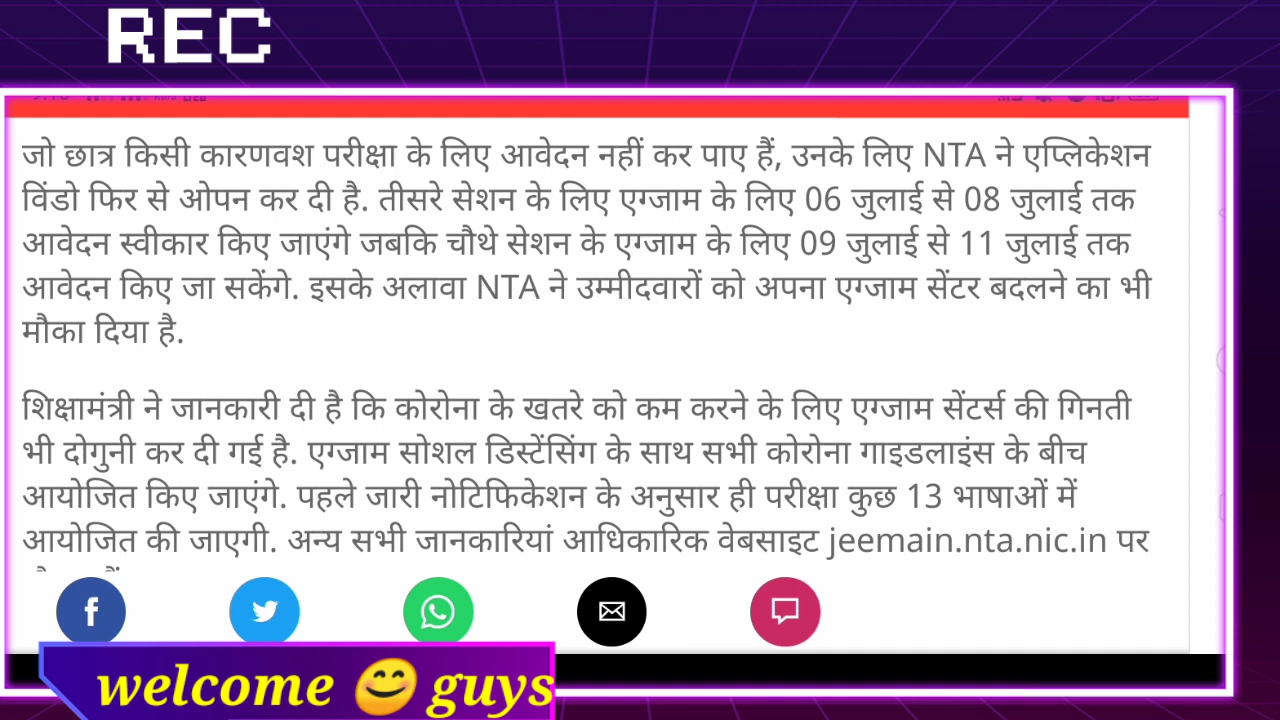 REC
जो छात्र किसी कारणवश परीक्षा के लिए आवेदन नहीं कर पाए हैं, उनके लिए NTA ने एप्लिकेशन
विंडो फिर से ओपन कर दी है. तीसरे सेशन के लिए एग्जाम के लिए 06 जुलाई से 08 जुलाई तक
आवेदन स्वीकार किए जाएंगे जबकि चौथे सेशन के एग्जाम के लिए 09 जुलाई से 11 जुलाई तक
आवेदन किए जा सकेंगे. इसके अलावा NTA ने उम्मीदवारों को अपना एग्जाम सेंटर बदलने का भी
मौका दिया है.
शिक्षामंत्री ने जानकारी दी है कि कोरोना के खतरे को कम करने के लिए एग्जाम सेंटर्स की गिनती
भी दोगुनी कर दी गई है. एग्जाम सोशल डिस्टेंसिंग के साथ सभी कोरोना गाइडलाइंस के बीच
आयोजित किए जाएंगे. पहले जारी नोटिफिकेशन के अनुसार ही परीक्षा कुछ 13 भाषाओं में
आयोजित की जाएगी. अन्य सभी जानकारियां आधिकारिक वेबसाइट jeemain.nta.nic.in पर
welcome 😊 guys